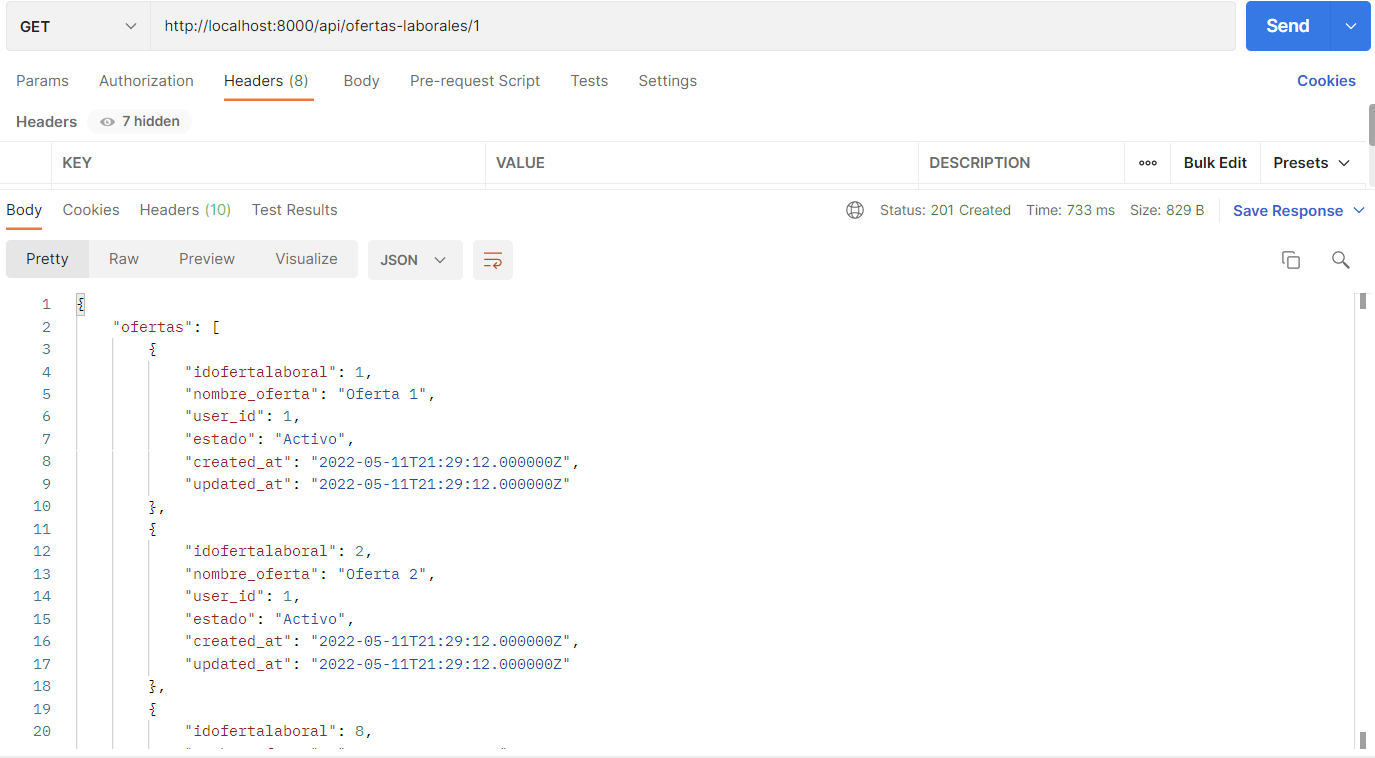 GET http://localhost:8000/api/ofertas-laborales/1 Send
Params Authorization Headers (8) Body Pre-request Script Tests Settings Cookies
Headers 7 hidden
KEY VALUE DESCRIPTION Bulk Edit Presets
Body Cookies Headers (10) Test Results Status: 201 Created Time: 733 ms Size: 829 B Save Response
Pretty Raw Preview Visualize JSON
1 {
2 "ofertas": [
3 {
4 "idofertalaboral": 1,
5 "nombre_oferta": "Oferta 1",
6 "user_id": 1,
7 "estado": "Activo",
8 "created_at": "2022-05-11T21:29:12.000000Z",
9 "updated_at": "2022-05-11T21:29:12.000000Z"
10 },
11 {
12 "idofertalaboral": 2,
13 "nombre_oferta": "Oferta 2",
14 "user_id": 1,
15 "estado": "Activo",
16 "created_at": "2022-05-11T21:29:12.000000Z",
17 "updated_at": "2022-05-11T21:29:12.000000Z"
18 },
19 {
20 "idofertalaboral": 8,